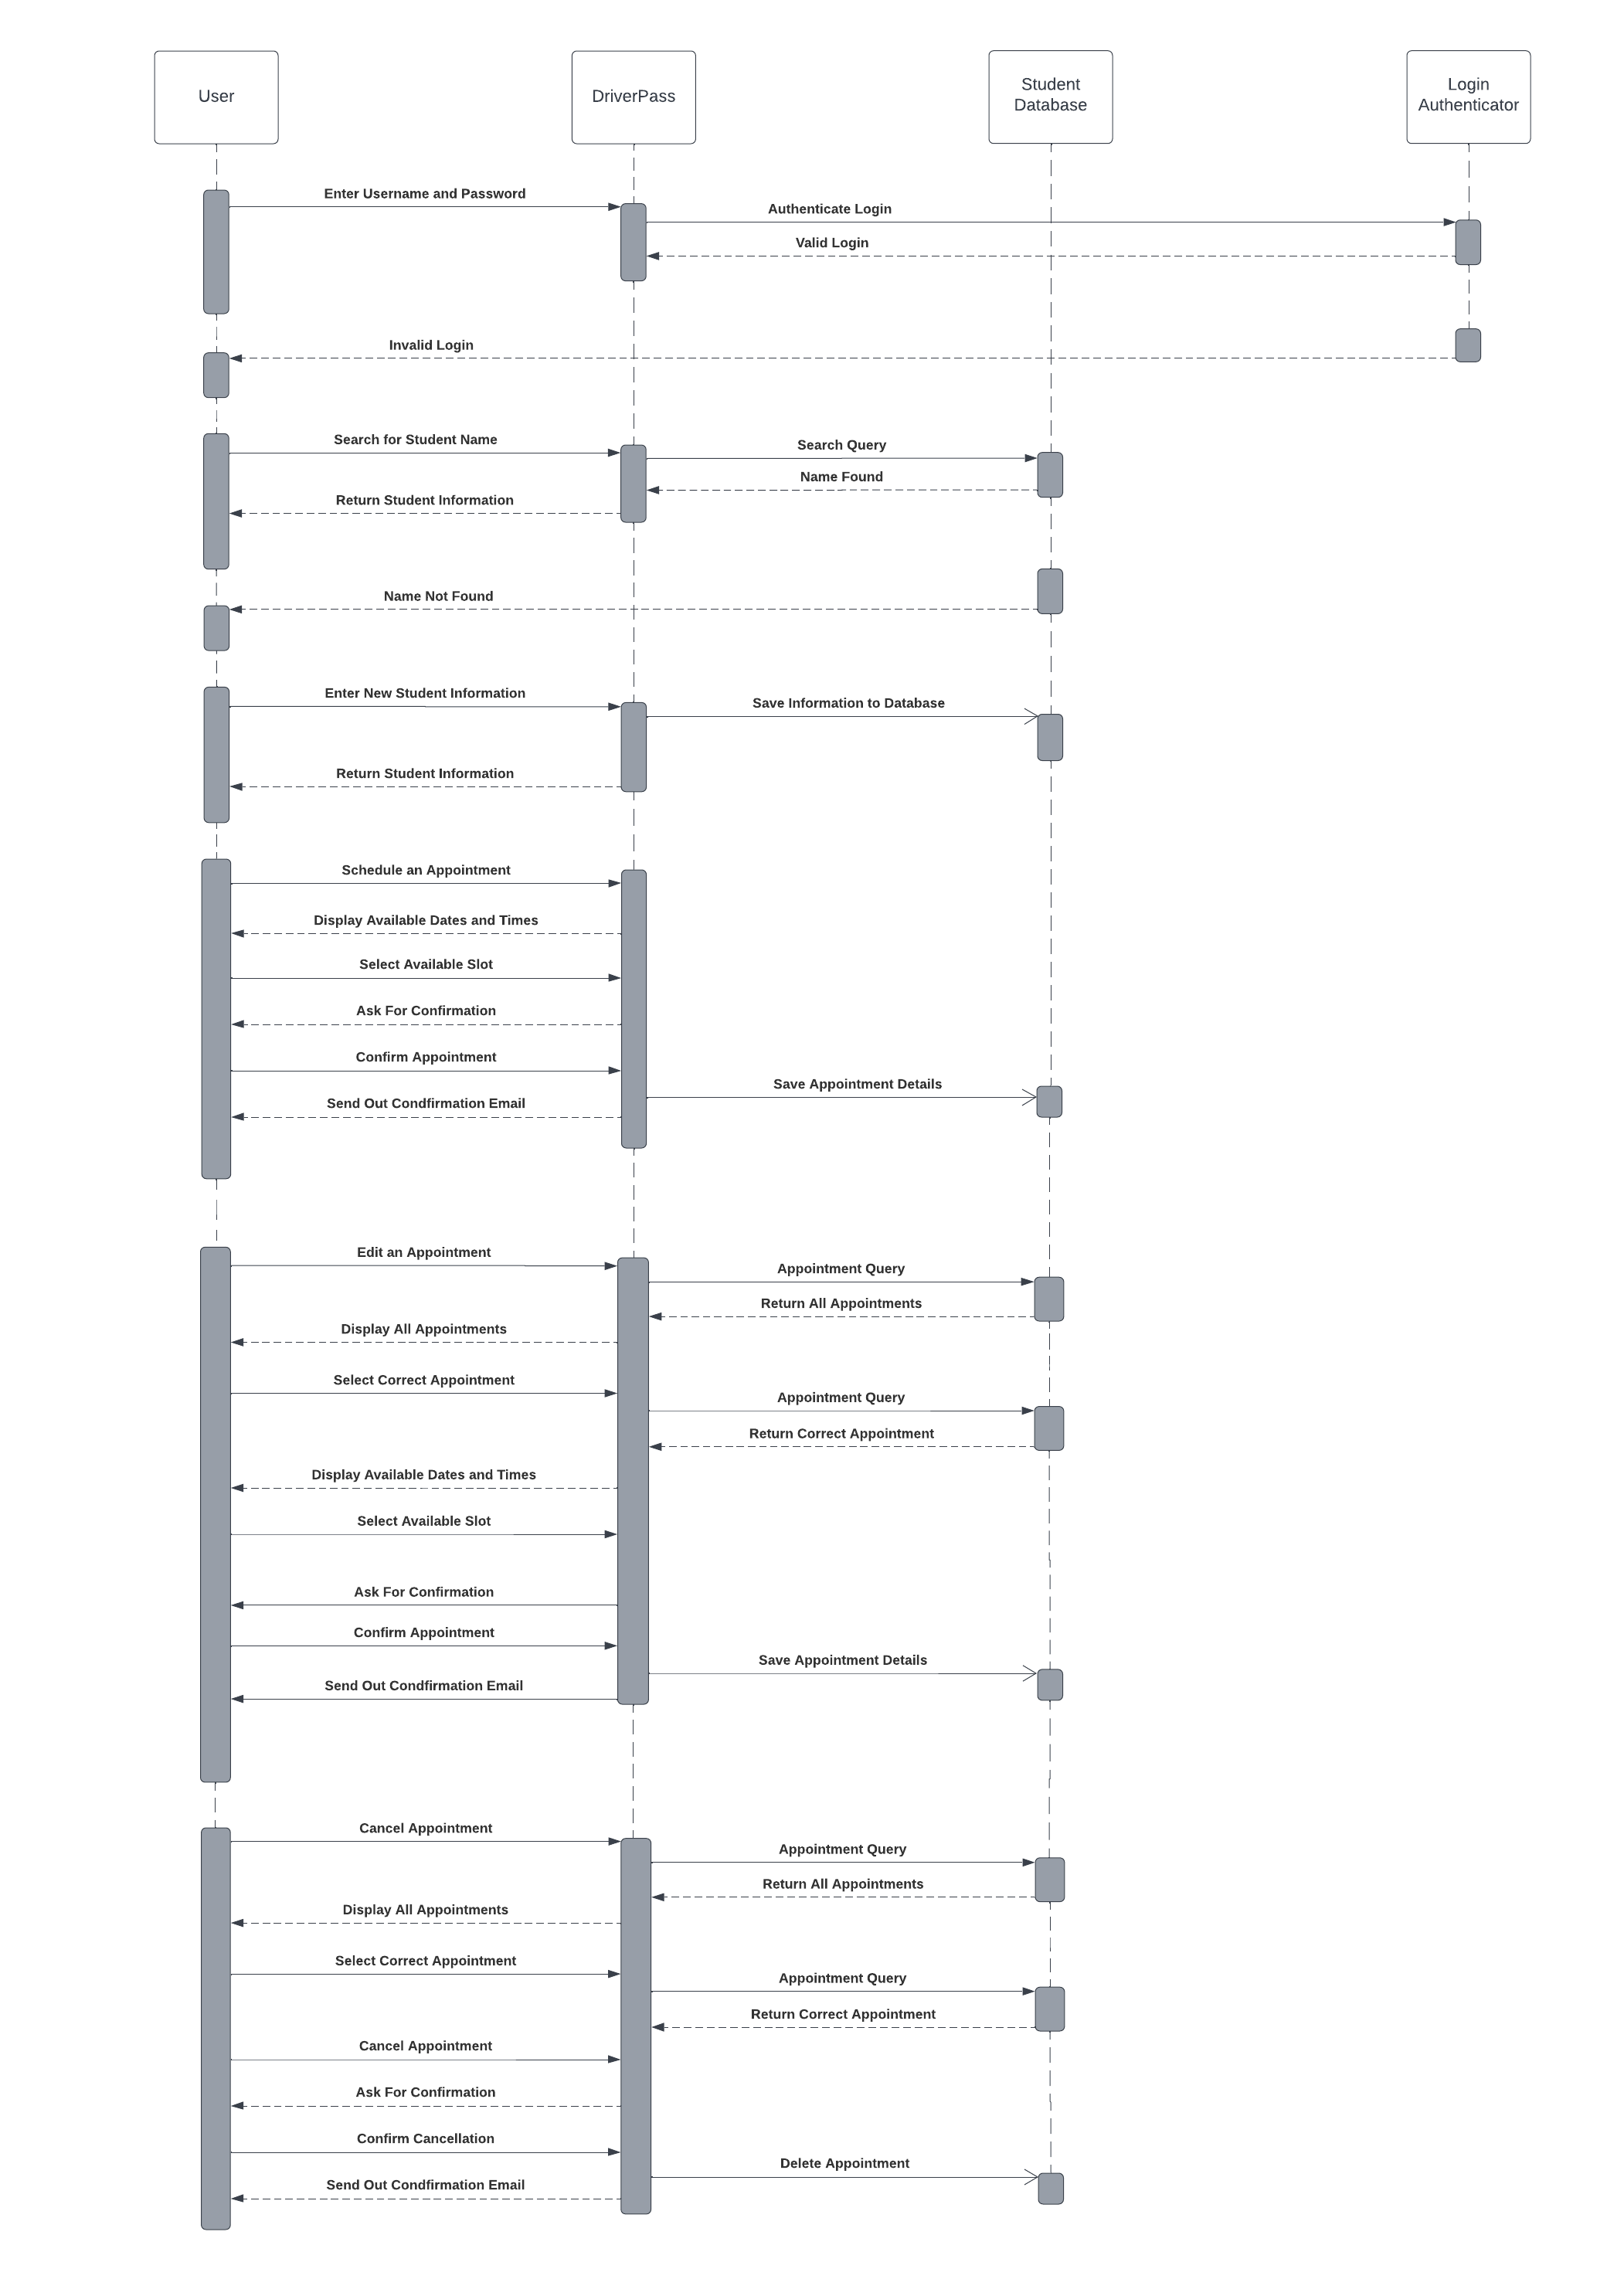 User
DriverPass
Student
Database
Login
Authenticator
Enter Username and Password
Authenticate Login
Valid Login
Invalid Login
Search for Student Name
Search Query
Name Found
Return Student Information
Name Not Found
Enter New Student Information
Save Information to Database
Return Student Information
Schedule an Appointment
Display Available Dates and Times
Select Available Slot
Ask For Confirmation
Confirm Appointment
Save Appointment Details
Send Out Condfirmation Email
Edit an Appointment
Appointment Query
Return All Appointments
Display All Appointments
Select Correct Appointment
Appointment Query
Return Correct Appointment
Display Available Dates and Times
Select Available Slot
Ask For Confirmation
Confirm Appointment
Save Appointment Details
Send Out Condfirmation Email
Cancel Appointment
Appointment Query
Return All Appointments
Display All Appointments
Select Correct Appointment
Appointment Query
Return Correct Appointment
Cancel Appointment
Ask For Confirmation
Confirm Cancellation
Delete Appointment
Send Out Condfirmation Email